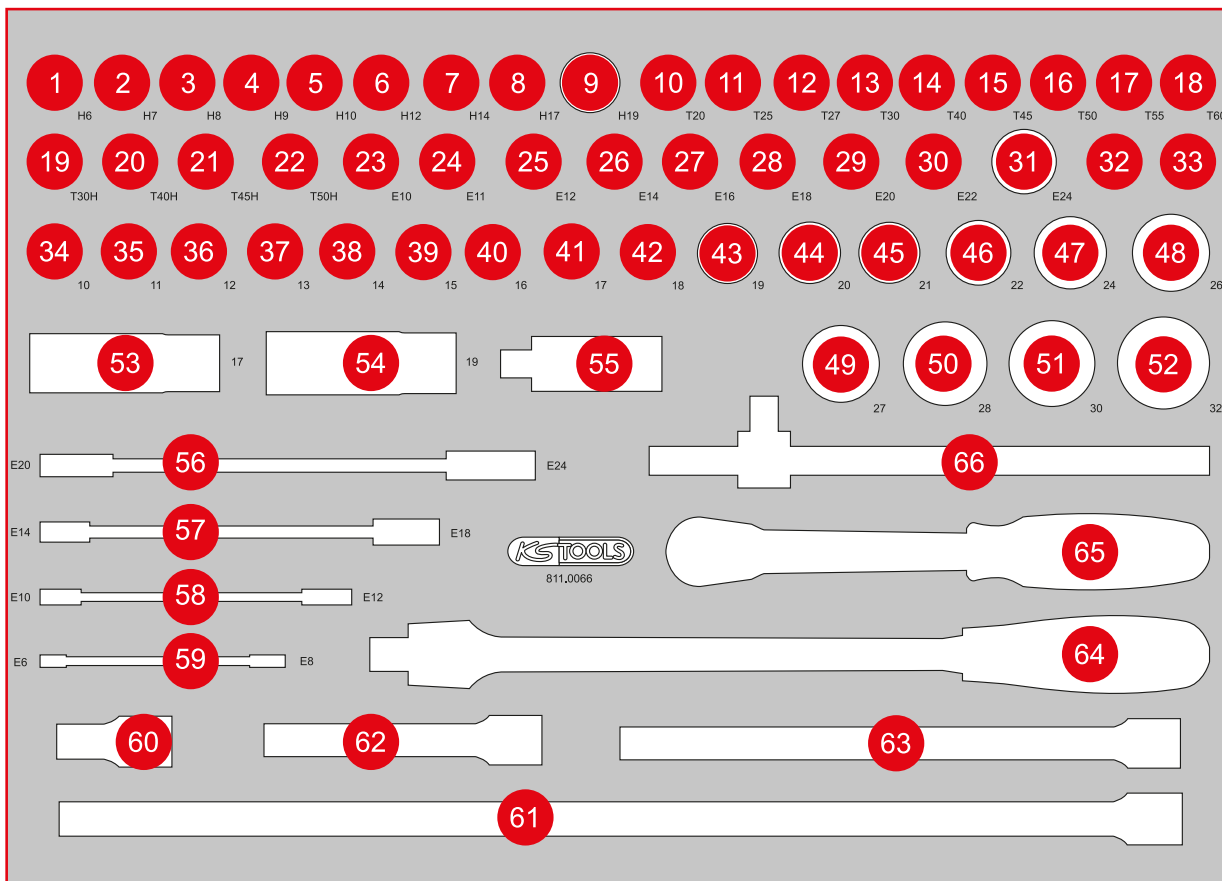 1 2 3 4 5 6 7 8 9 10 11 12 13 14 15 16 17 18
H6 H7 H8 H9 H10 H12 H14 H17 H19 T20 T25 T27 T30 T40 T45 T50 T55 T60
19 20 21 22 23 24 25 26 27 28 29 30 31 32 33
T30H T40H T45H T50H E10 E11 E12 E14 E16 E18 E20 E22 E24
34 35 36 37 38 39 40 41 42 43 44 45 46 47 48
10 11 12 13 14 15 16 17 18 19 20 21 22 24 26
53 17 54 19 55 49 50 51 52
27 28 30 32
E20 56 E24 66
E14 57 E18
KS TOOLS 65
811.0066
E10 58 E12
E6 59 E8 64
60 62 63
61